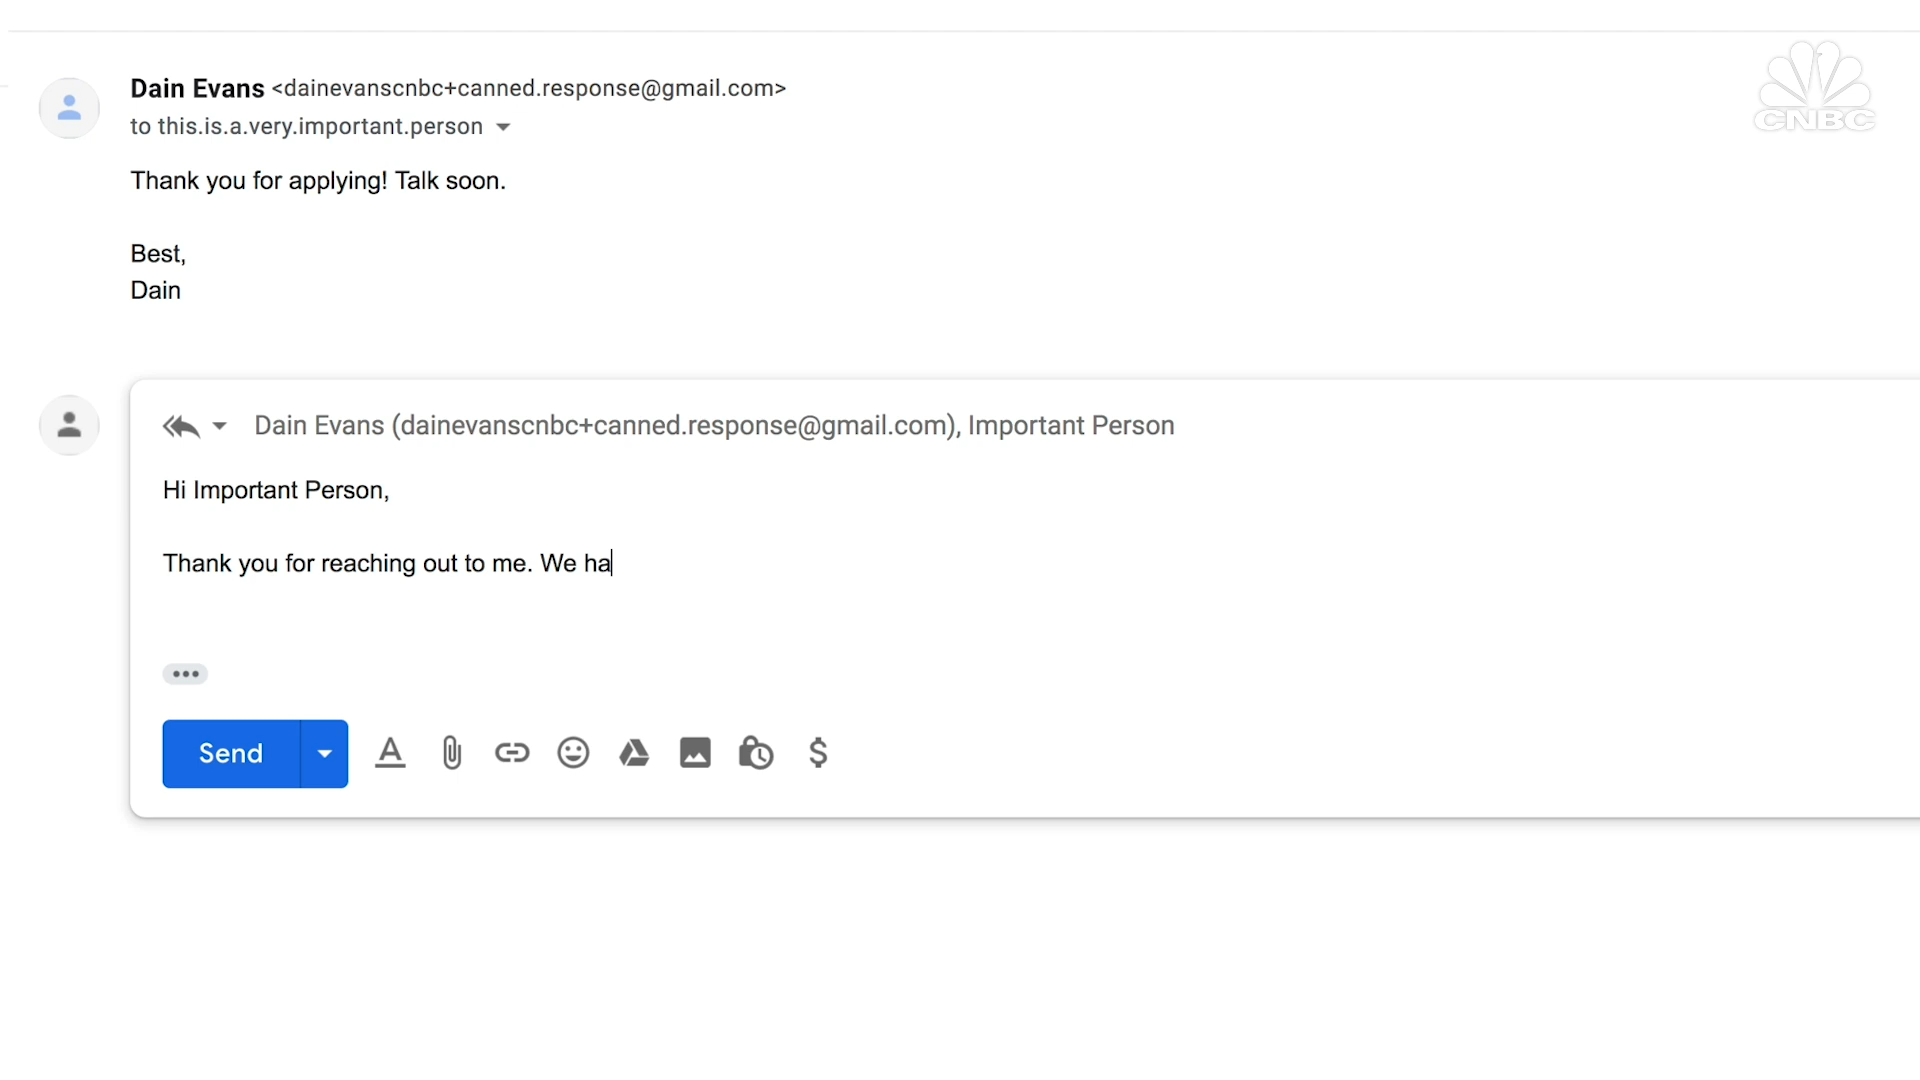 Dain Evans <dainevanscnbc+canned.response@gmail.com>
to this.is.a.very.important.person
CNBC
Thank you for applying! Talk soon.
Best,
Dain
Dain Evans (dainevanscnbc+canned.response@gmail.com), Important Person
Hi Important Person,
Thank you for reaching out to me. We ha
Send